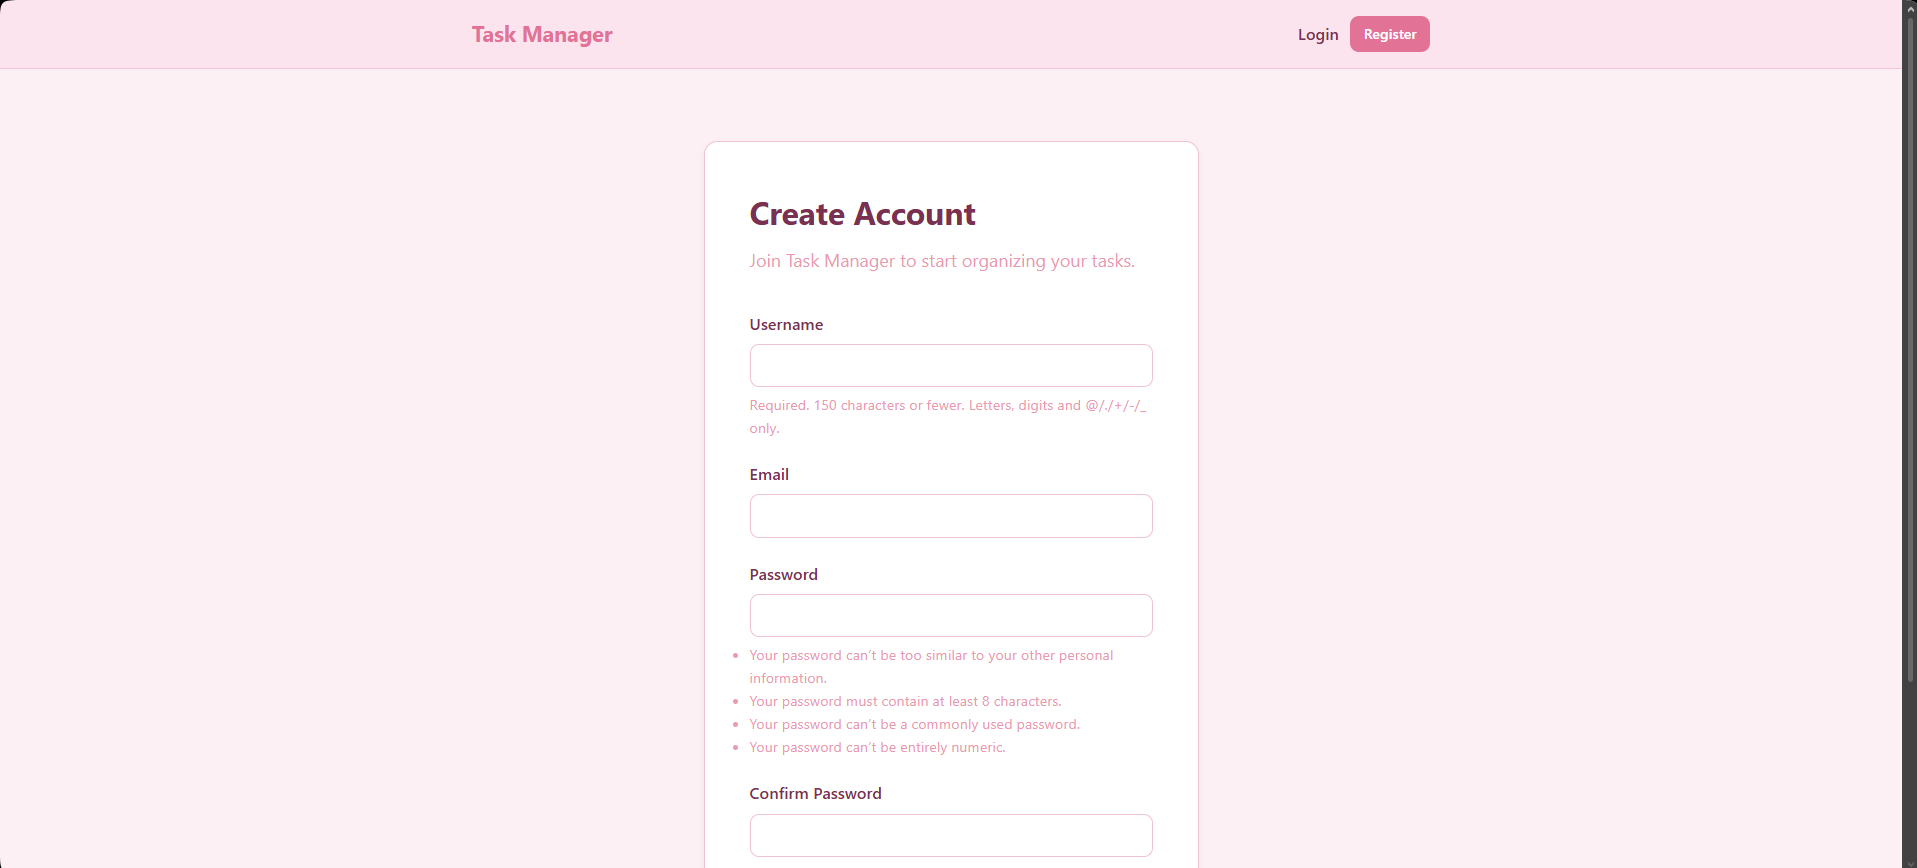 Task Manager
Login
Register
Create Account
Join Task Manager to start organizing your tasks.
Username
Required. 150 characters or fewer. Letters, digits and @/./+/-/_
only.
Email
Password
Your password can’t be too similar to your other personal
information.
Your password must contain at least 8 characters.
Your password can’t be a commonly used password.
Your password can’t be entirely numeric.
Confirm Password